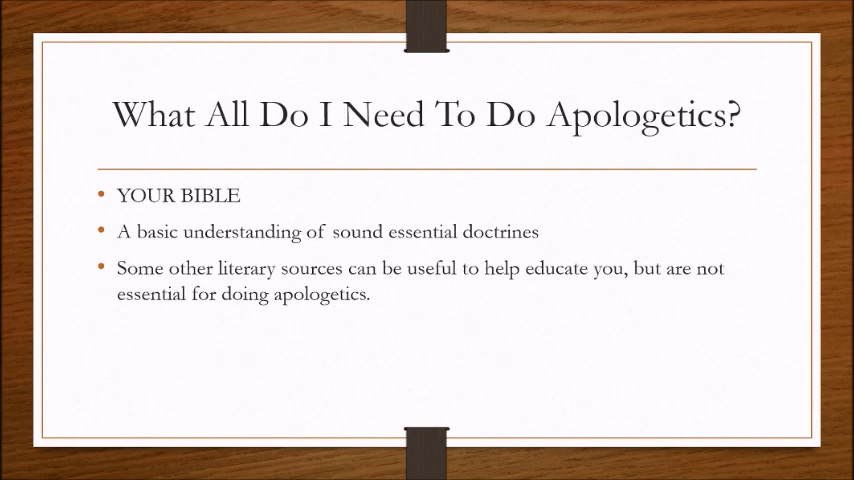 What All Do I Need To Do Apologetics?
• YOUR BIBLE
• A basic understanding of sound essential doctrines
• Some other literary sources can be useful to help educate you, but are not
essential for doing apologetics.